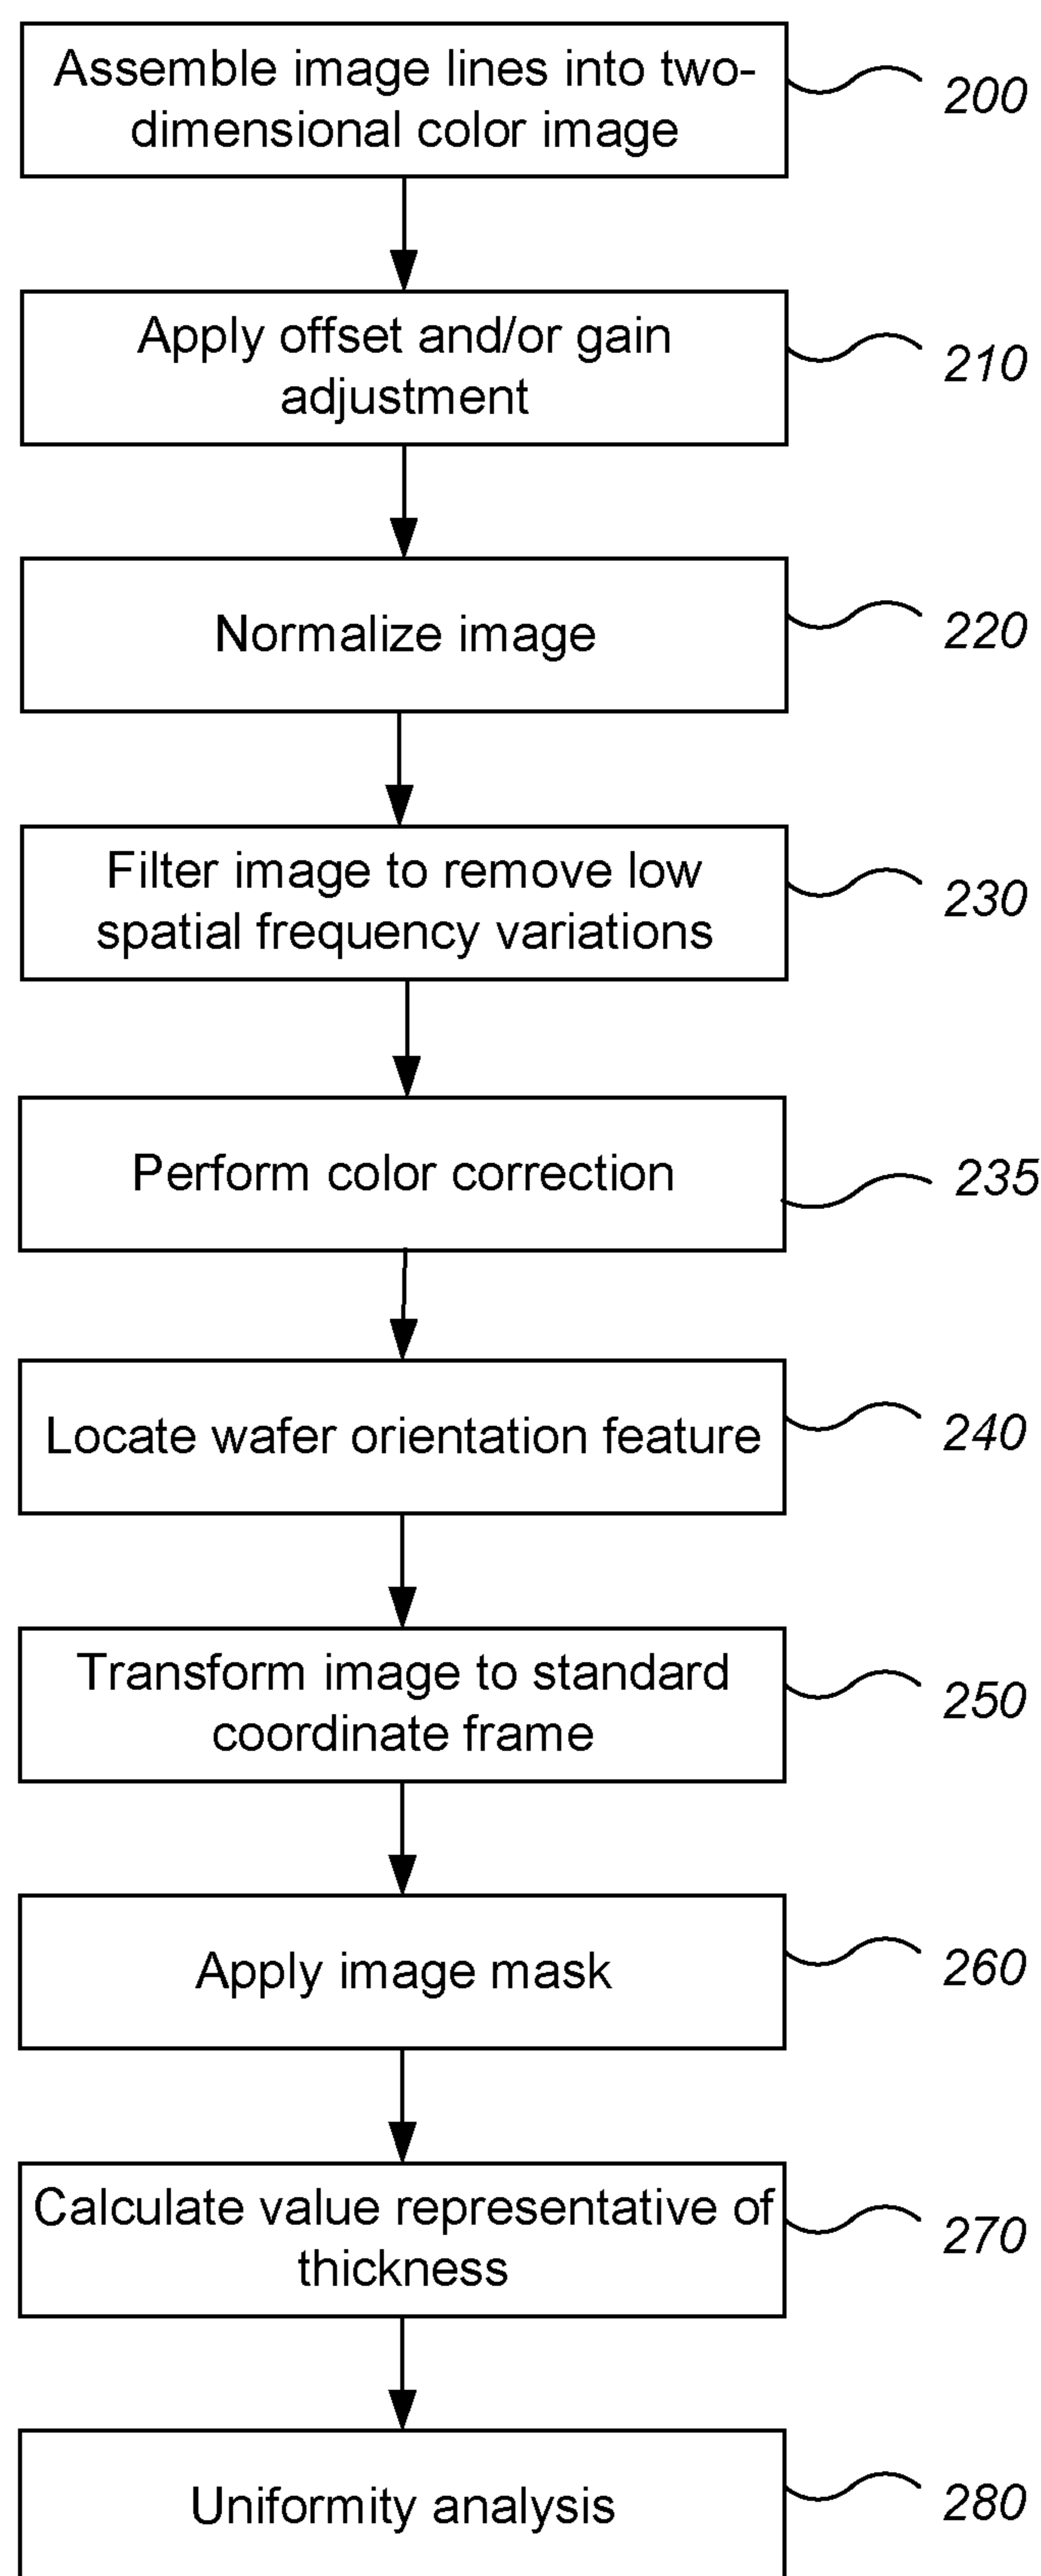 Assemble image lines into two-
dimensional color image
200
Apply offset and/or gain
adjustment
210
Normalize image
220
Filter image to remove low
spatial frequency variations
230
Perform color correction
235
Locate wafer orientation feature
240
Transform image to standard
coordinate frame
250
Apply image mask
260
Calculate value representative of
thickness
270
Uniformity analysis
280